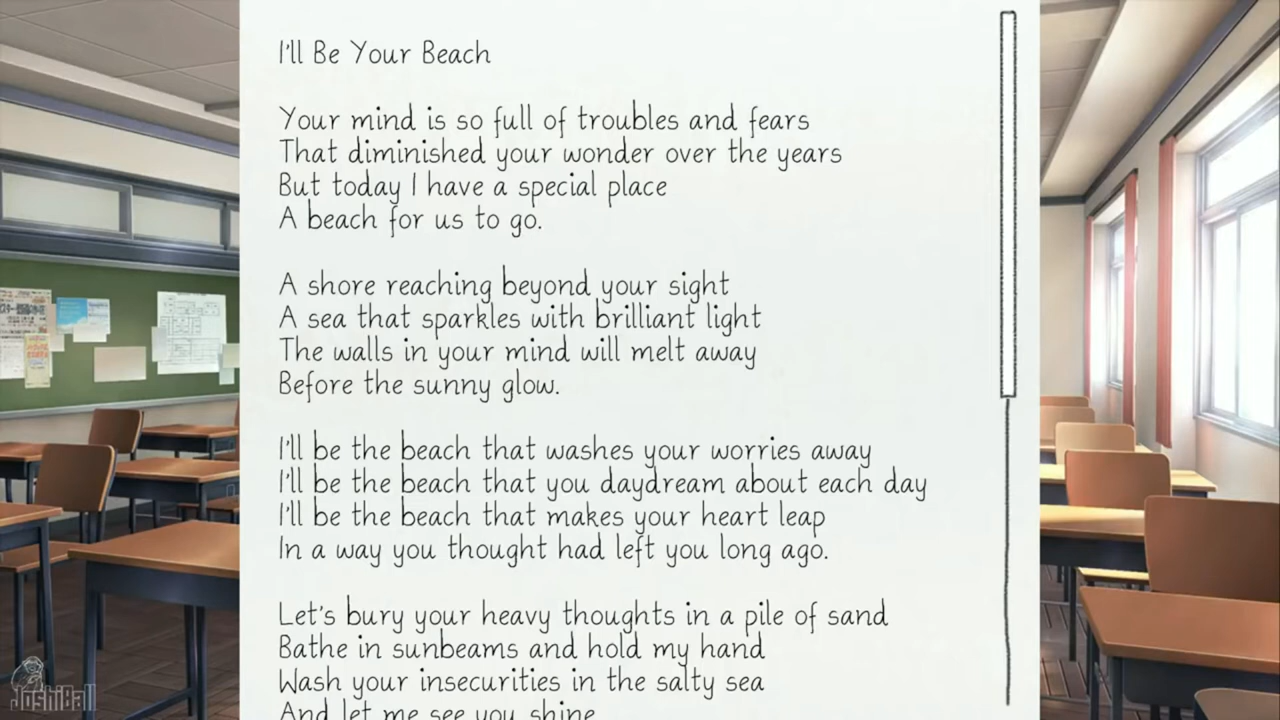 I'll Be Your Beach
Your mind is so full of troubles and fears
That diminished your wonder over the years
But today I have a special place
A beach for us to go.
A shore reaching beyond your sight
A sea that sparkles with brilliant light
The walls in your mind will melt away
Before the sunny glow.
I'll be the beach that washes your worries away
I'll be the beach that you daydream about each day
I'll be the beach that makes your heart leap
In a way you thought had left you long ago.
Let's bury your heavy thoughts in a pile of sand
Bathe in sunbeams and hold my hand
Wash your insecurities in the salty sea
And let me see you shine
JoshiBall